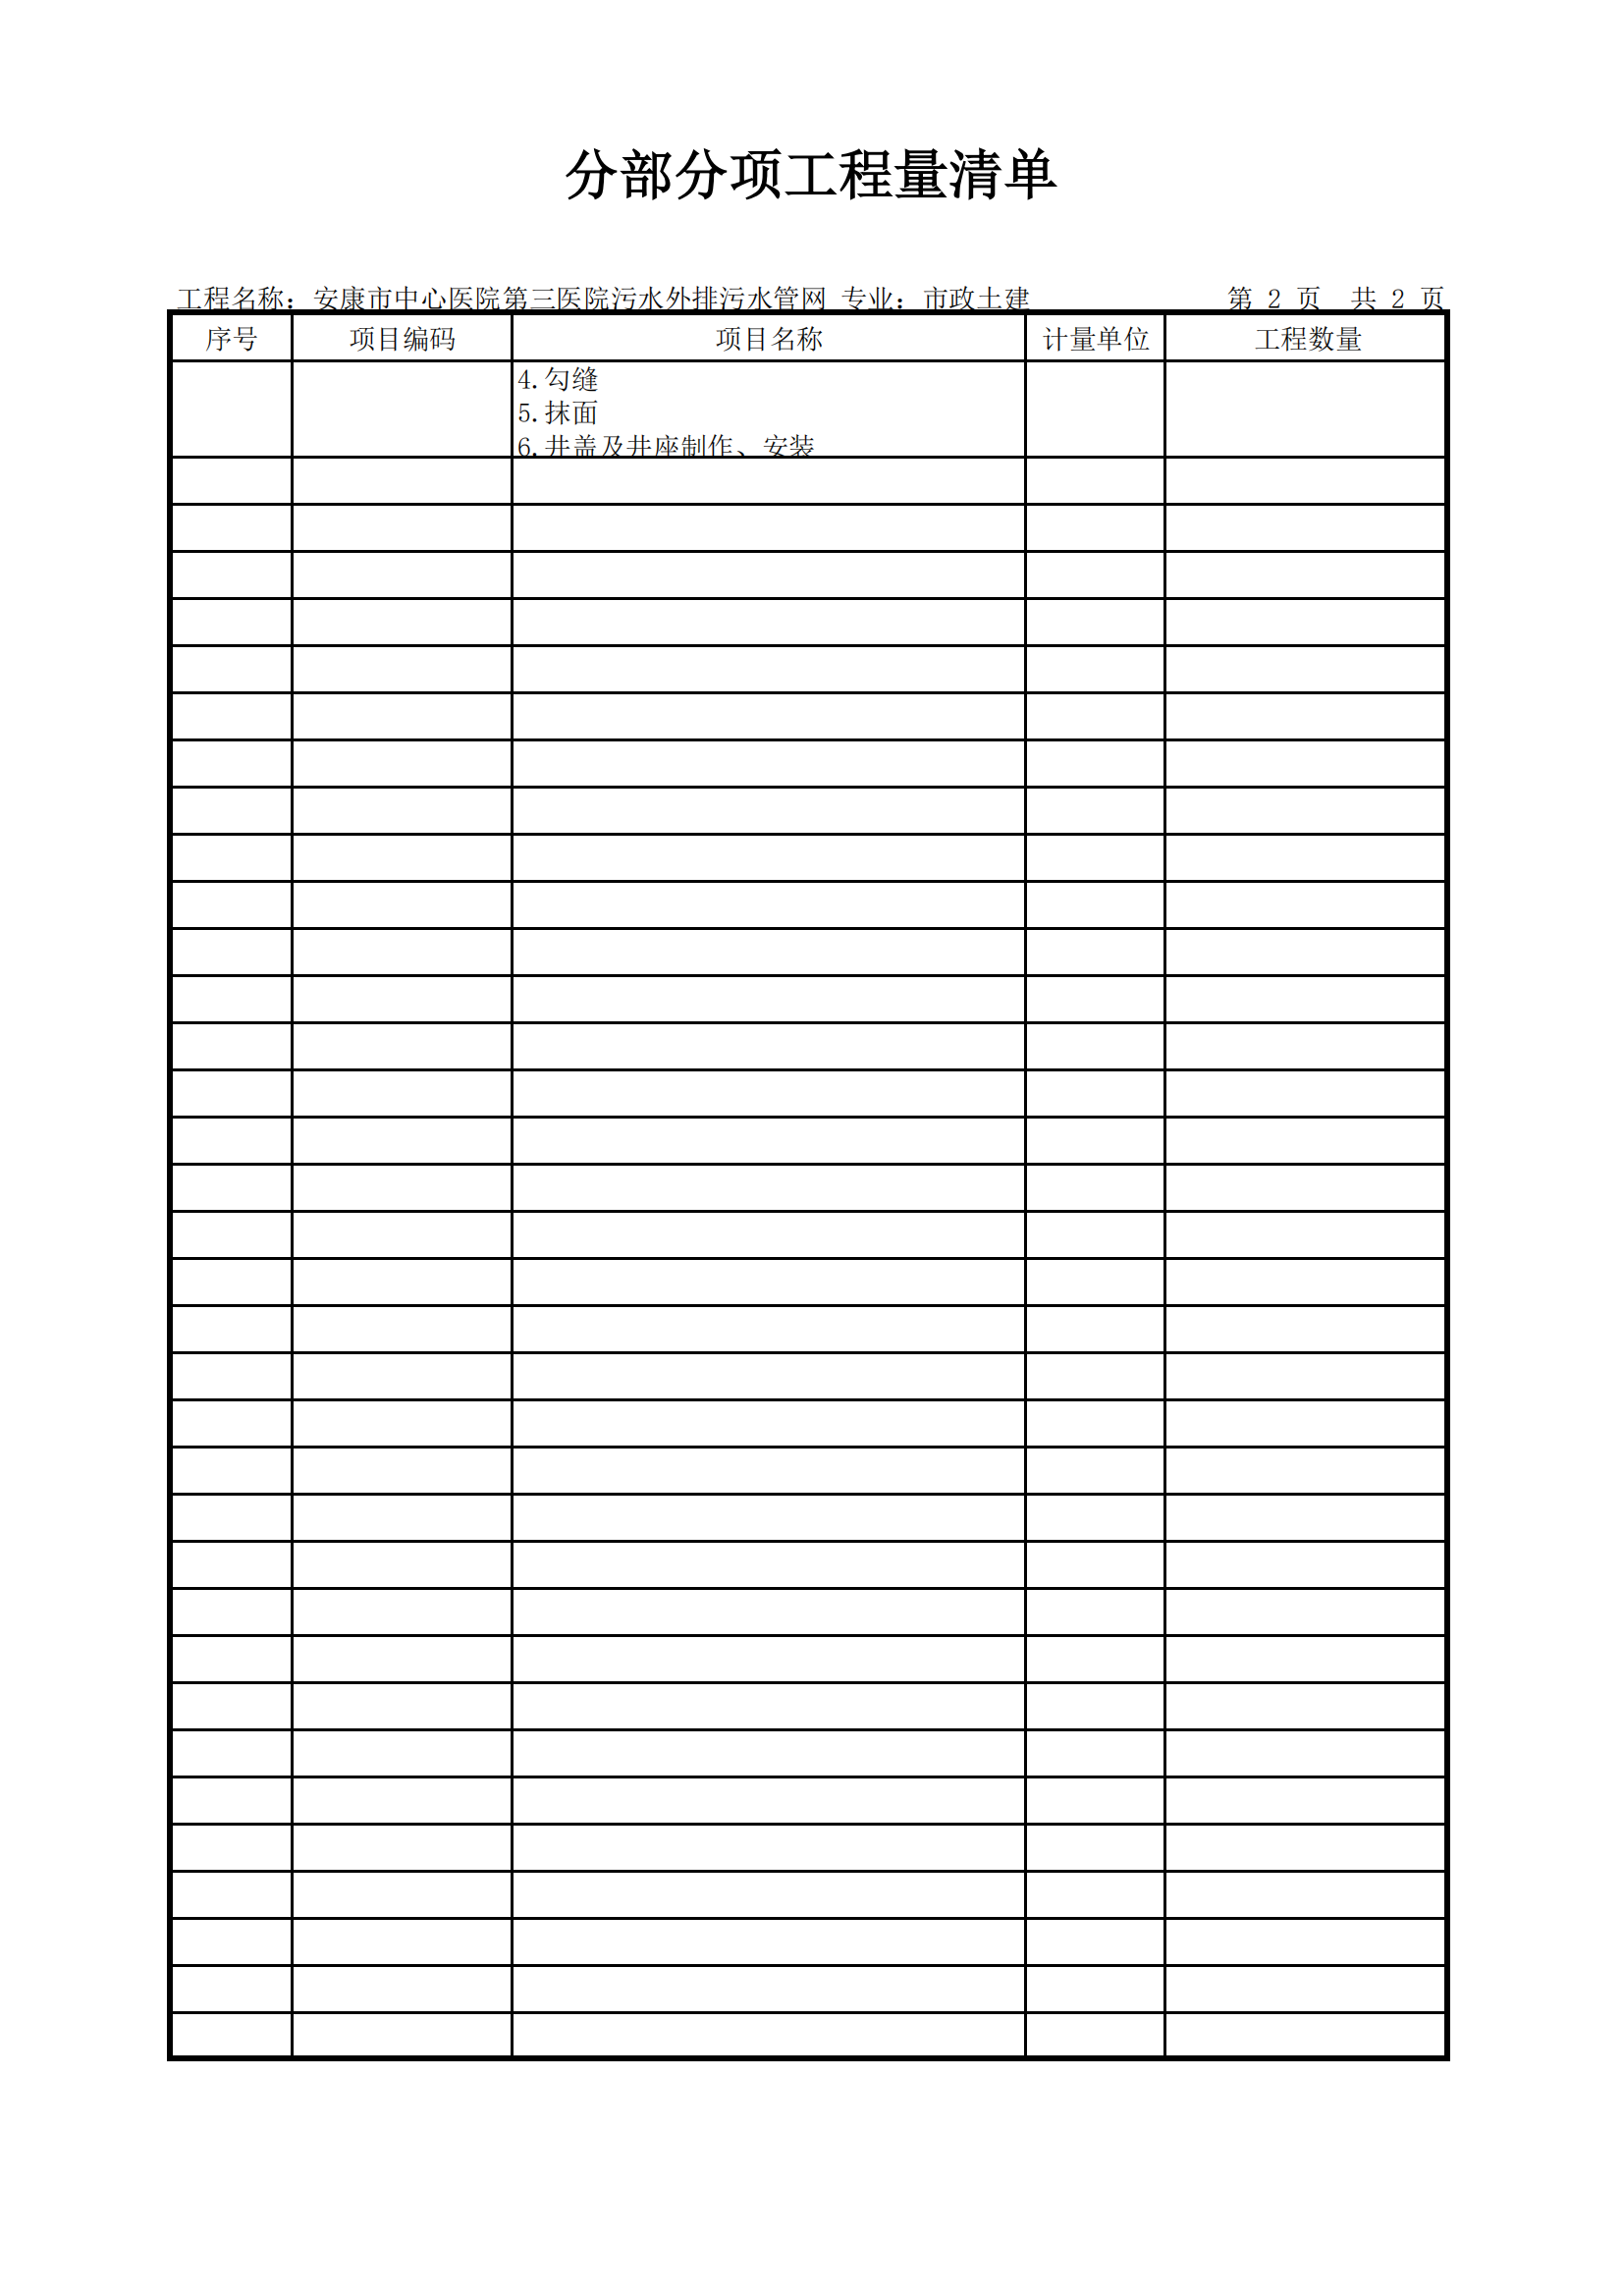 分部分项工程量清单
工程名称：安康市中心医院第三医院污水外排污水管网 专业：市政土建 第 2 页 共 2 页
序号 项目编码 项目名称 计量单位 工程数量
4.勾缝
5.抹面
6.井盖及井座制作、安装